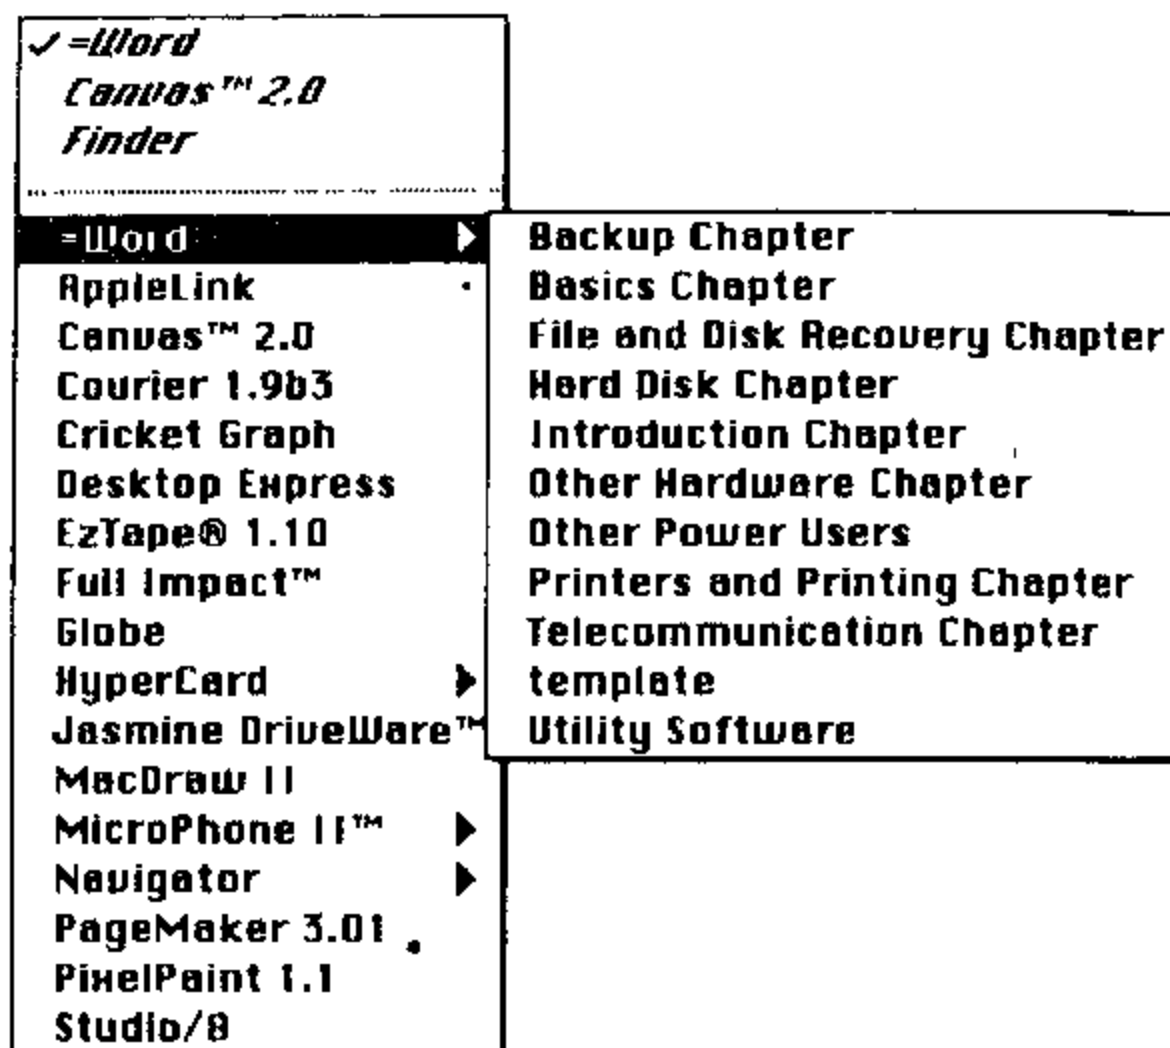 ✓ =Word
Canvas™ 2.0
Finder
=Word
AppleLink
Canvas™ 2.0
Courier 1.9b3
Cricket Graph
Desktop Express
EzTape® 1.10
Full Impact™
Globe
HyperCard
Jasmine DriveWare™
MacDraw II
MicroPhone II™
Navigator
PageMaker 3.01
PixelPaint 1.1
Studio/8
Backup Chapter
Basics Chapter
File and Disk Recovery Chapter
Hard Disk Chapter
Introduction Chapter
Other Hardware Chapter
Other Power Users
Printers and Printing Chapter
Telecommunication Chapter
template
Utility Software